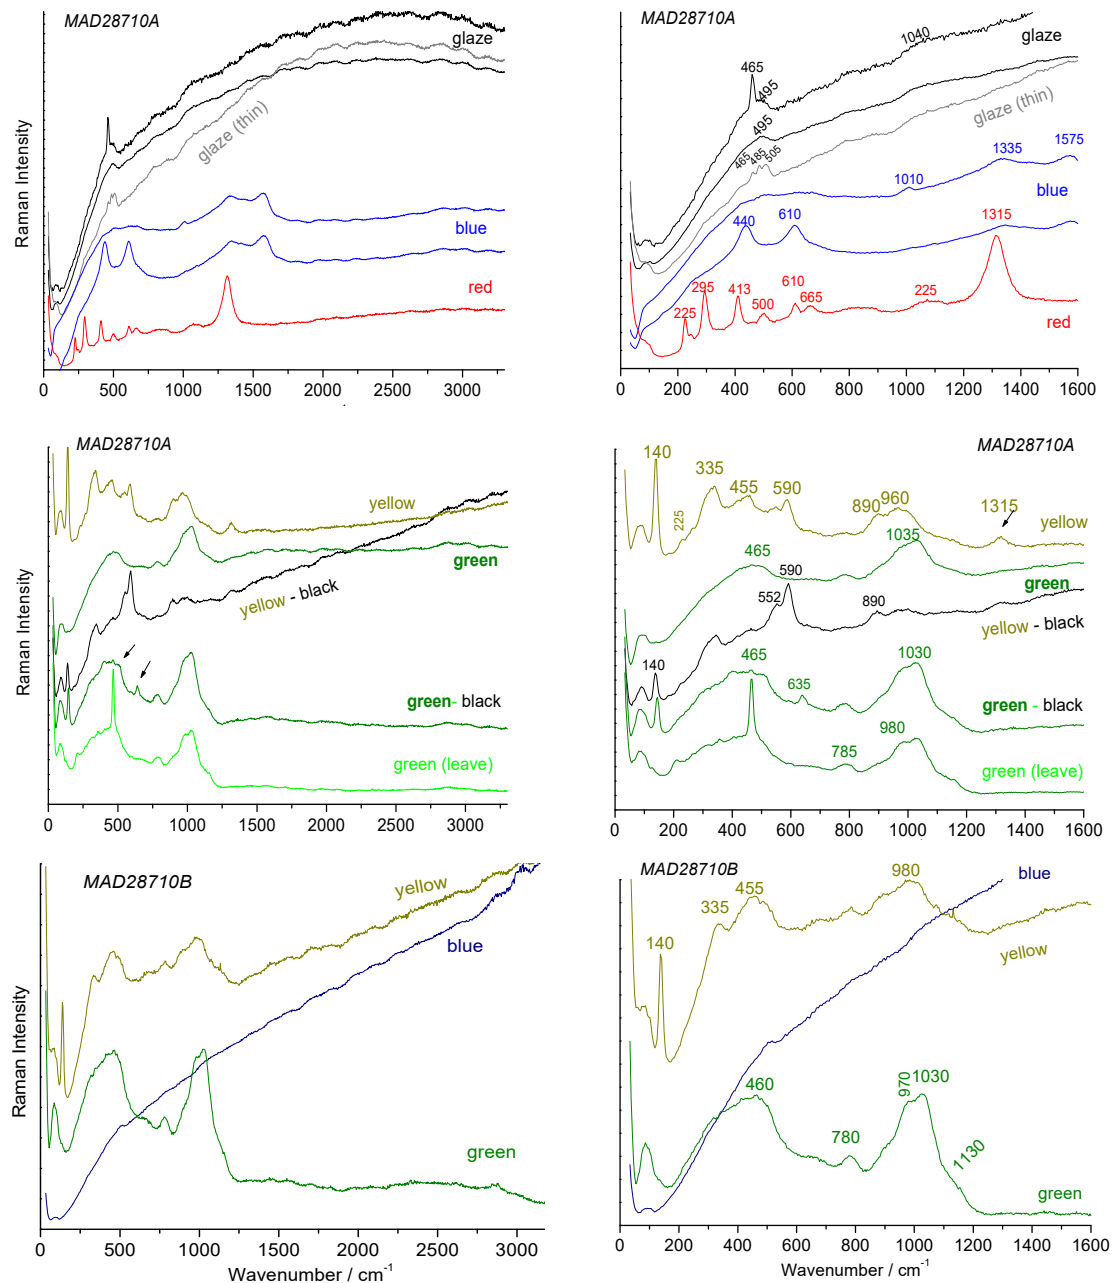 MAD28710A
glaze
glaze (thin)
blue
red
Raman Intensity
0 500 1000 1500 2000 2500 3000
MAD28710A
1040
glaze
465
495
495
glaze (thin)
465 485 505
1335 1575
1010
blue
440 610
1315
295 413 610
225 500 665 225
red
0 200 400 600 800 1000 1200 1400 1600
MAD28710A
yellow
green
yellow - black
green- black
green (leave)
Raman Intensity
0 500 1000 1500 2000 2500 3000
MAD28710A
140
335
455 590
225
890 960
1315
yellow
465
1035
green
590
552
890
yellow - black
140
465
1030
635
green - black
980
785
green (leave)
0 200 400 600 800 1000 1200 1400 1600
MAD28710B
yellow
blue
green
Raman Intensity
0 500 1000 1500 2000 2500 3000
Wavenumber / cm-1
MAD28710B
980
blue
455
335
140
yellow
460
970 1030
780
1130
green
0 200 400 600 800 1000 1200 1400 1600
Wavenumber / cm-1